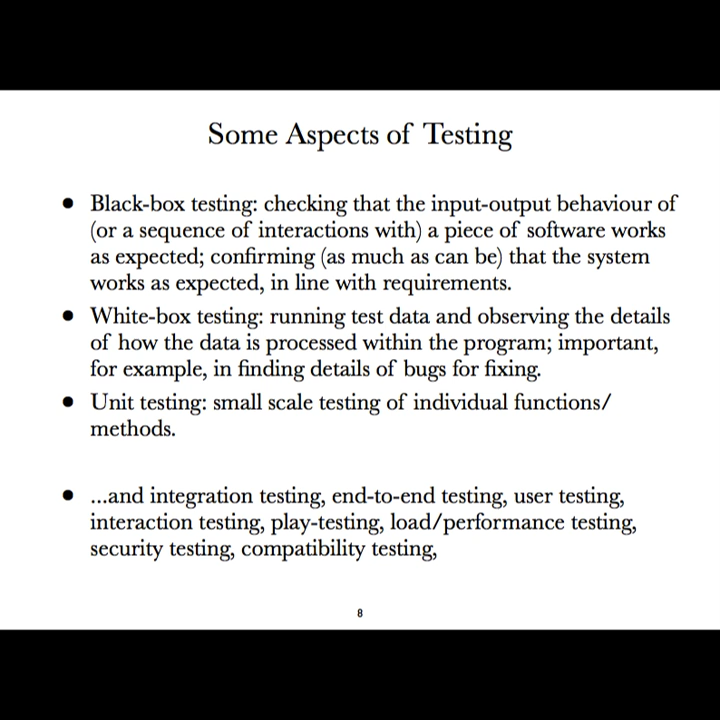 Some Aspects of Testing
• Black-box testing: checking that the input-output behaviour of
(or a sequence of interactions with) a piece of software works
as expected; confirming (as much as can be) that the system
works as expected, in line with requirements.
• White-box testing: running test data and observing the details
of how the data is processed within the program; important,
for example, in finding details of bugs for fixing.
• Unit testing: small scale testing of individual functions/
methods.
• ...and integration testing, end-to-end testing, user testing,
interaction testing, play-testing, load/performance testing,
security testing, compatibility testing,
8